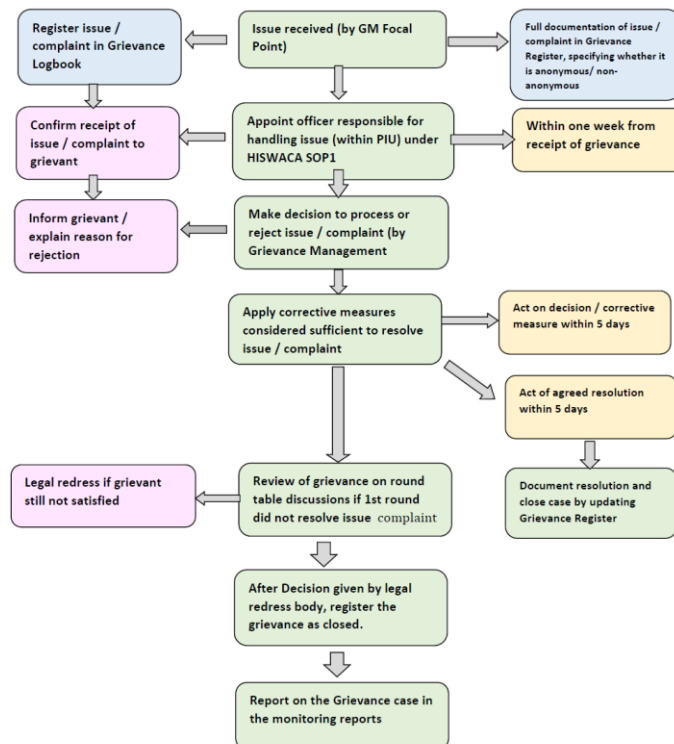 Register issue /
complaint in Grievance
Logbook
Issue received (by GM Focal
Point)
Full documentation of issue /
complaint in Grievance
Register, specifying whether it
is anonymous/ non-
anonymous
Confirm receipt of
issue / complaint to
grievant
Appoint officer responsible for
handling issue (within PIU) under
HISWACA SOP1
Within one week from
receipt of grievance
Inform grievant /
explain reason for
rejection
Make decision to process or
reject issue / complaint (by
Grievance Management
Apply corrective measures
considered sufficient to resolve
issue / complaint
Act on decision / corrective
measure within 5 days
Act of agreed resolution
within 5 days
Legal redress if grievant
still not satisfied
Review of grievance on round
table discussions if 1st round
did not resolve issue complaint
Document resolution and
close case by updating
Grievance Register
After Decision given by legal
redress body, register the
grievance as closed.
Report on the Grievance case in
the monitoring reports